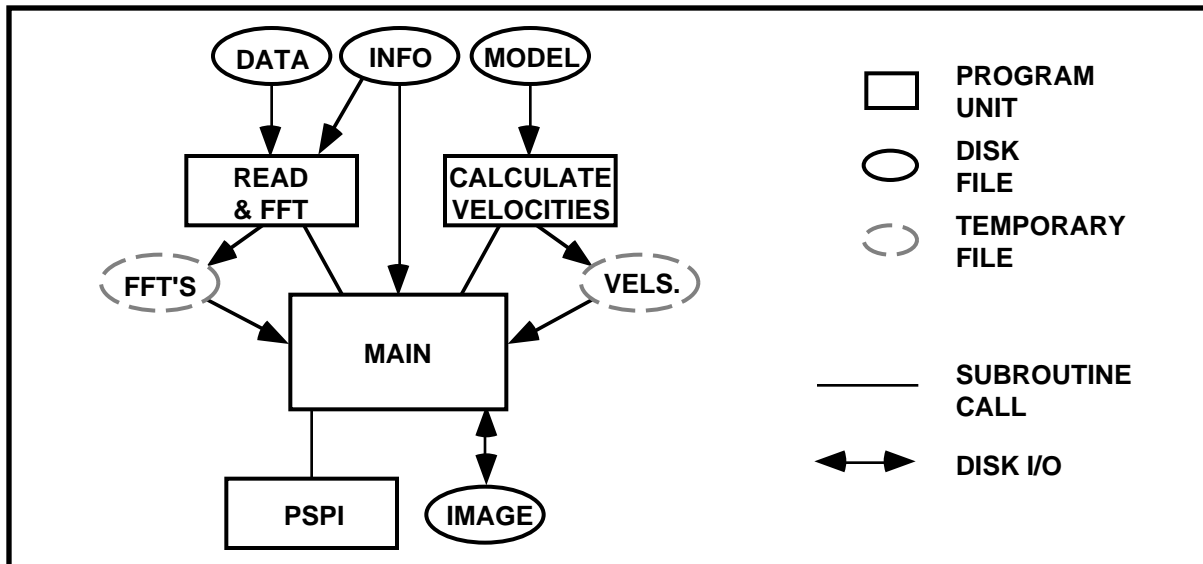 DATA
INFO
MODEL
READ
& FFT
CALCULATE
VELOCITIES
FFT'S
VELS.
MAIN
PSPI
IMAGE
PROGRAM
UNIT
DISK
FILE
TEMPORARY
FILE
SUBROUTINE
CALL
DISK I/O